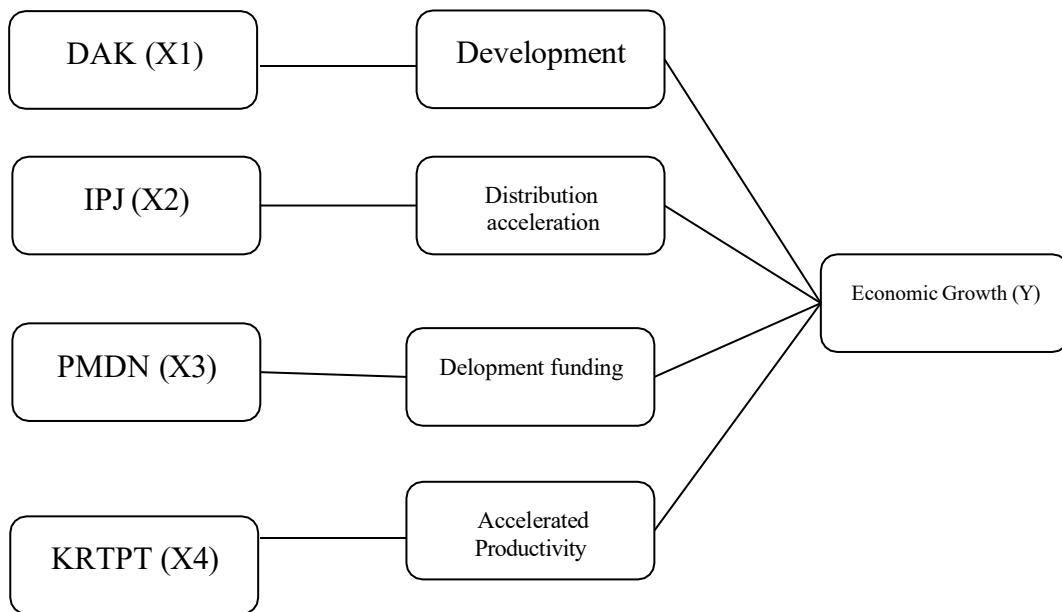 DAK (X1)
Development
IPJ (X2)
Distribution
acceleration
Economic Growth (Y)
PMDN (X3)
Delopment funding
KRTPT (X4)
Accelerated
Productivity